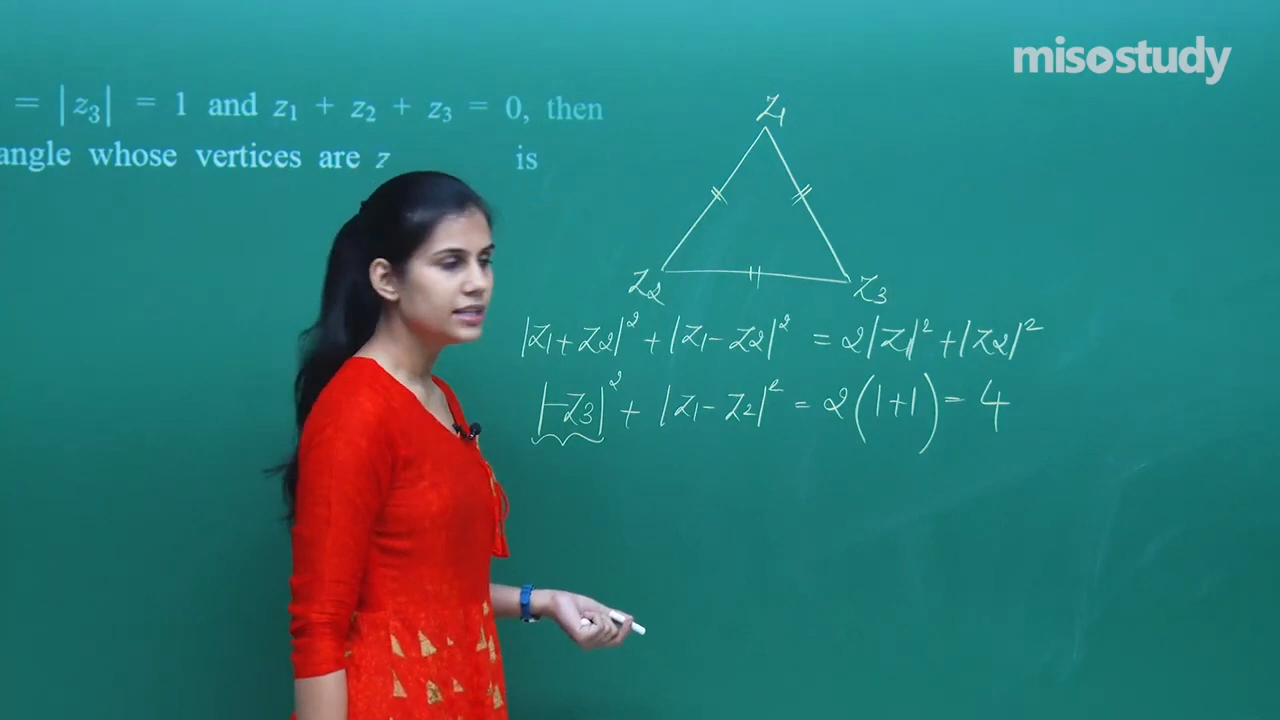 misostudy
= |z₃| = 1 and z₁ + z₂ + z₃ = 0, then
angle whose vertices are z is
z₁
z₂ z₃
|z₁+z₂|² + |z₁-z₂|² = 2|z₁|² + |z₂|²
|-z₃|² + |z₁-z₂|² = 2(1+1) = 4